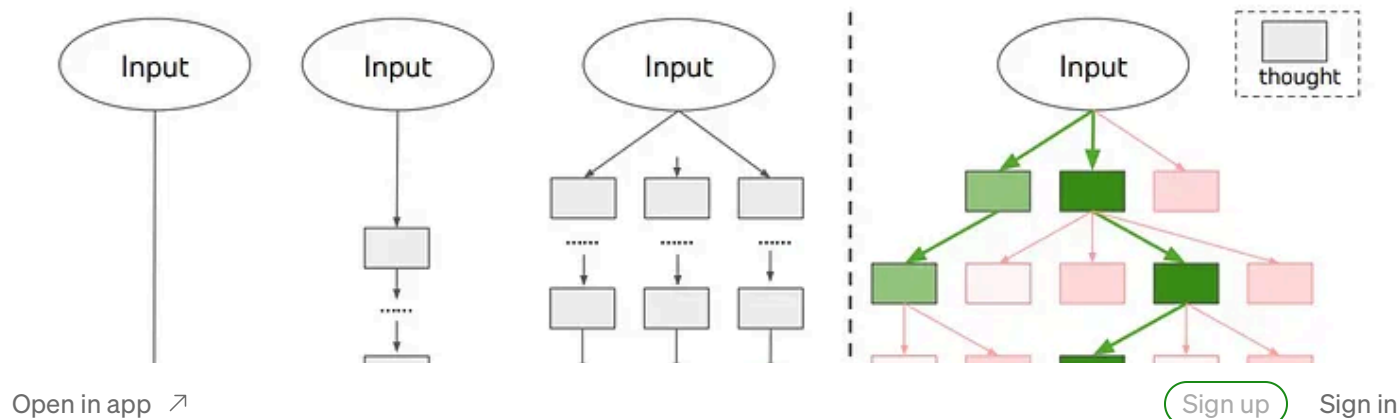 Input
Input
Input
Input
thought
......
......
......
......
Open in app ↗
Sign up
Sign in